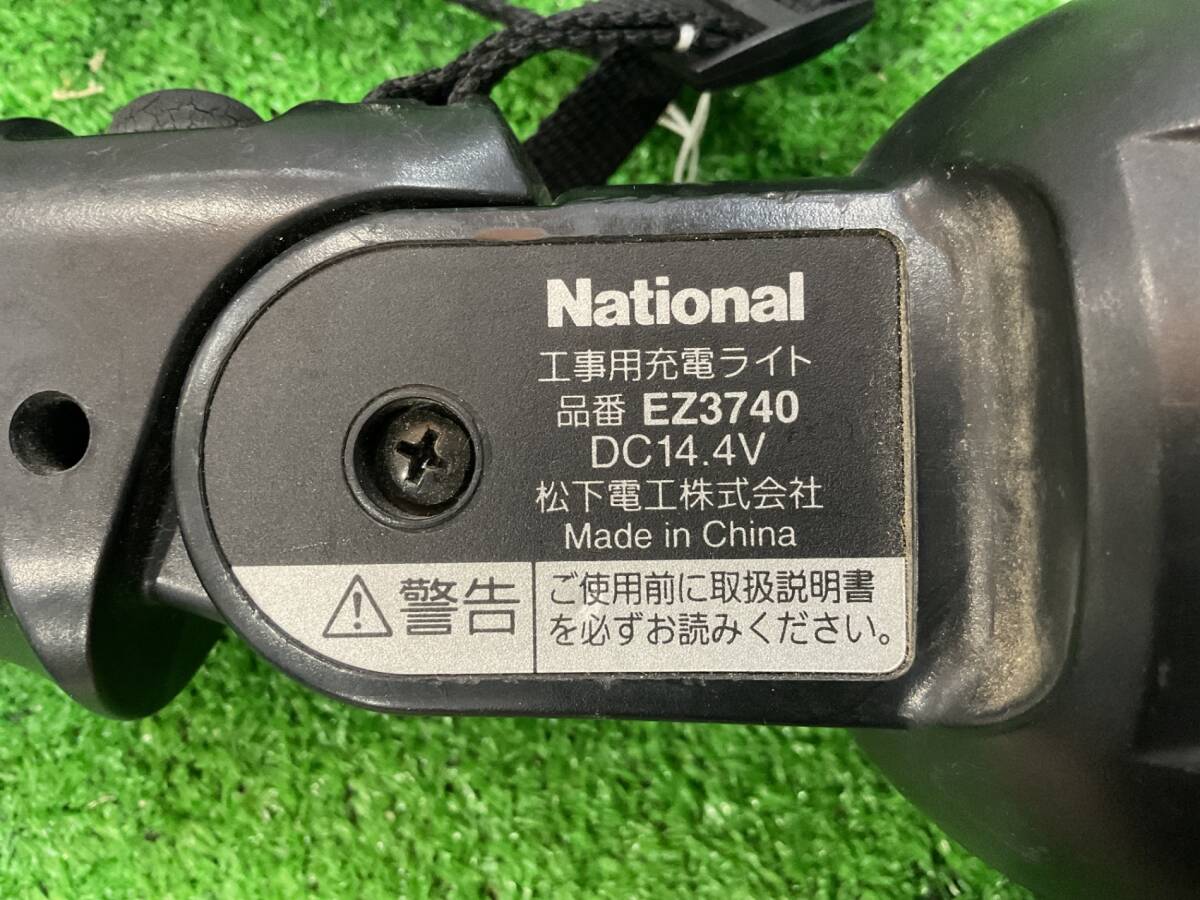 National
工事用充電ライト
品番 EZ3740
DC14.4V
松下電工株式会社
Made in China
警告
ご使用前に取扱説明書
を必ずお読みください。